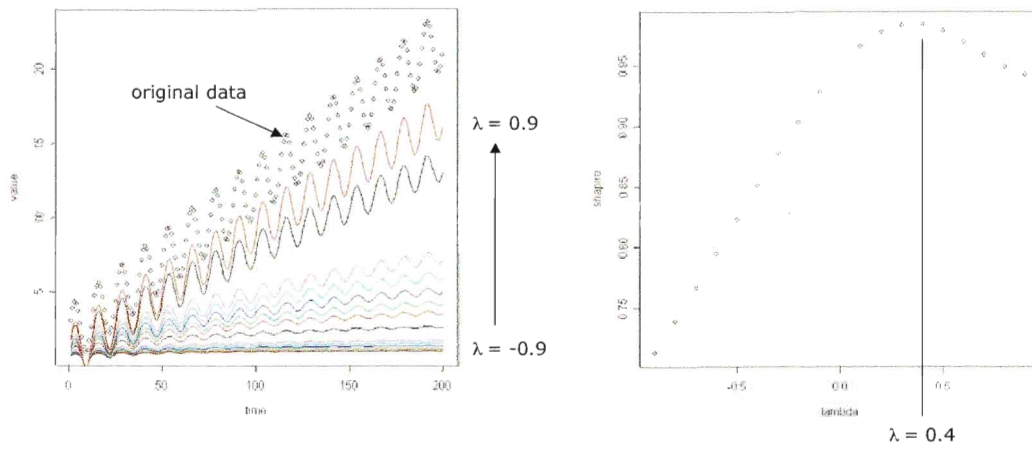 original data
value
20
15
10
5
0
50
100
150
200
time
λ = 0.9
λ = -0.9
shapiro
0.95
0.90
0.85
0.80
0.75
-0.5
0.0
0.5
lambda
λ = 0.4